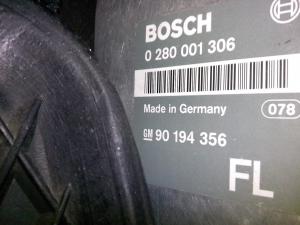 BOSCH
0 280 001 306
Made in Germany 078
GM 90 194 356
FL